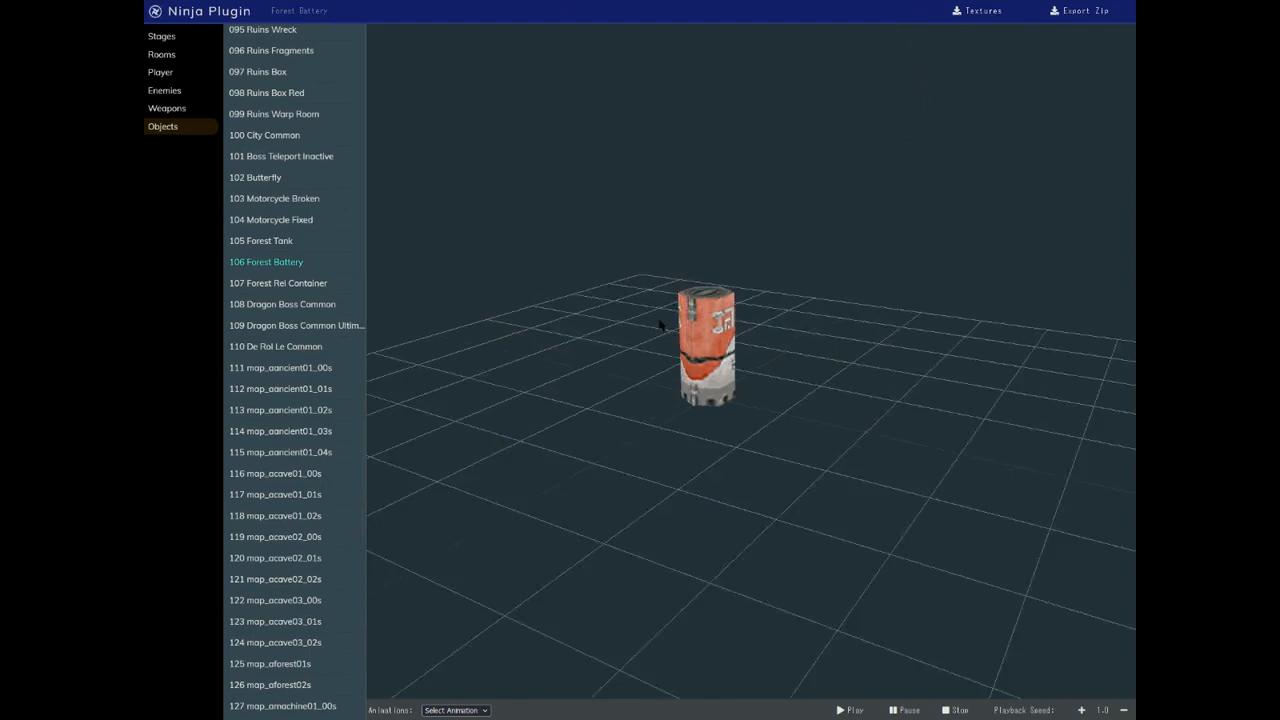 Ninja Plugin
Forest Battery
Textures
Export Zip
Stages
Rooms
Player
Enemies
Weapons
Objects
095 Ruins Wreck
096 Ruins Fragments
097 Ruins Box
098 Ruins Box Red
099 Ruins Warp Room
100 City Common
101 Boss Teleport Inactive
102 Butterfly
103 Motorcycle Broken
104 Motorcycle Fixed
105 Forest Tank
106 Forest Battery
107 Forest Rel Container
108 Dragon Boss Common
109 Dragon Boss Common Ultim...
110 De Rol Le Common
111 map_aancient01_00s
112 map_aancient01_01s
113 map_aancient01_02s
114 map_aancient01_03s
115 map_aancient01_04s
116 map_acave01_00s
117 map_acave01_01s
118 map_acave01_02s
119 map_acave02_00s
120 map_acave02_01s
121 map_acave02_02s
122 map_acave03_00s
123 map_acave03_01s
124 map_acave03_02s
125 map_aforest01s
126 map_aforest02s
127 map_amachine01_00s
Animations:
Select Animation
Play
Pause
Stop
Playback Speed:
+ 1.0 −